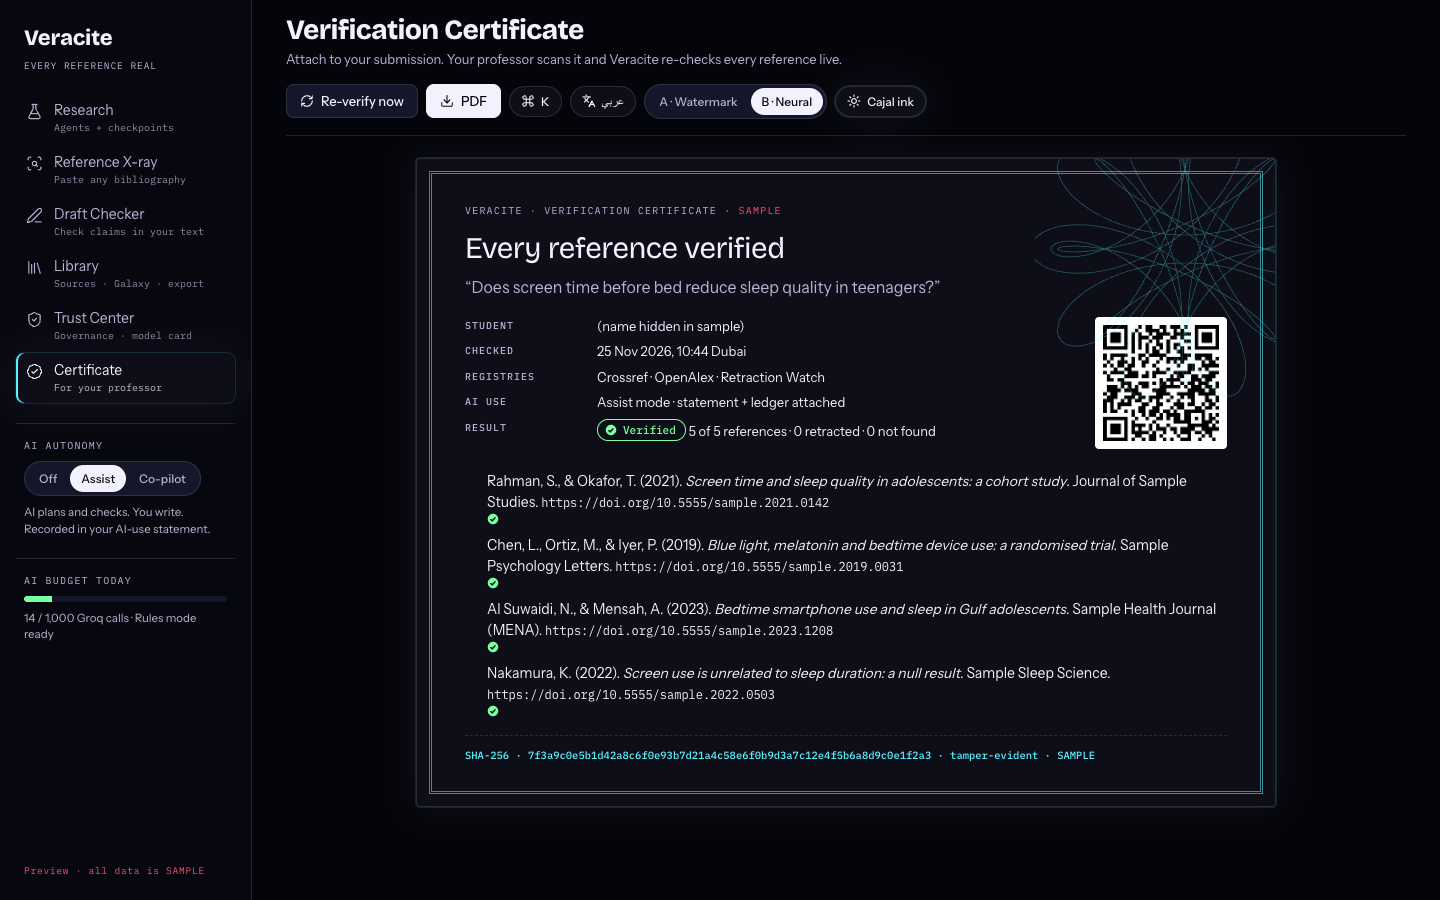 Veracite
EVERY REFERENCE REAL
Research
Agents + checkpoints
Reference X-ray
Paste any bibliography
Draft Checker
Check claims in your text
Library
Sources · Galaxy · export
Trust Center
Governance · model card
Certificate
For your professor
AI AUTONOMY
Off Assist Co-pilot
AI plans and checks. You write.
Recorded in your AI-use statement.
AI BUDGET TODAY
14 / 1,000 Groq calls · Rules mode
ready
Preview · all data is SAMPLE
Verification Certificate
Attach to your submission. Your professor scans it and Veracite re-checks every reference live.
Re-verify now PDF ⌘ K عربي A · Watermark B · Neural Cajal ink
VERACITE · VERIFICATION CERTIFICATE · SAMPLE
Every reference verified
“Does screen time before bed reduce sleep quality in teenagers?”
STUDENT (name hidden in sample)
CHECKED 25 Nov 2026, 10:44 Dubai
REGISTRIES Crossref · OpenAlex · Retraction Watch
AI USE Assist mode · statement + ledger attached
RESULT Verified 5 of 5 references · 0 retracted · 0 not found
Rahman, S., & Okafor, T. (2021). Screen time and sleep quality in adolescents: a cohort study. Journal of Sample
Studies. https://doi.org/10.5555/sample.2021.0142
Chen, L., Ortiz, M., & Iyer, P. (2019). Blue light, melatonin and bedtime device use: a randomised trial. Sample
Psychology Letters. https://doi.org/10.5555/sample.2019.0031
Al Suwaidi, N., & Mensah, A. (2023). Bedtime smartphone use and sleep in Gulf adolescents. Sample Health Journal
(MENA). https://doi.org/10.5555/sample.2023.1208
Nakamura, K. (2022). Screen use is unrelated to sleep duration: a null result. Sample Sleep Science.
https://doi.org/10.5555/sample.2022.0503
SHA-256 · 7f3a9c0e5b1d42a8c6f0e93b7d21a4c58e6f0b9d3a7c12e4f5b6a8d9c0e1f2a3 · tamper-evident · SAMPLE